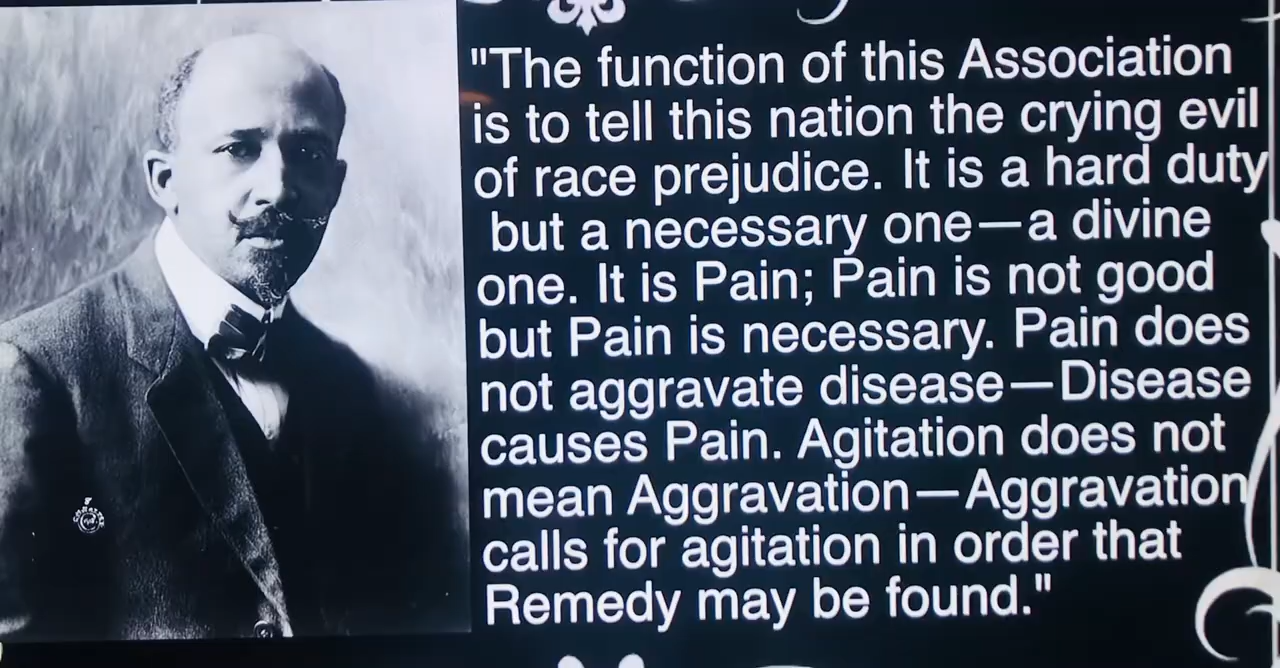 "The function of this Association
is to tell this nation the crying evil
of race prejudice. It is a hard duty
but a necessary one—a divine
one. It is Pain; Pain is not good
but Pain is necessary. Pain does
not aggravate disease—Disease
causes Pain. Agitation does not
mean Aggravation—Aggravation
calls for agitation in order that
Remedy may be found."